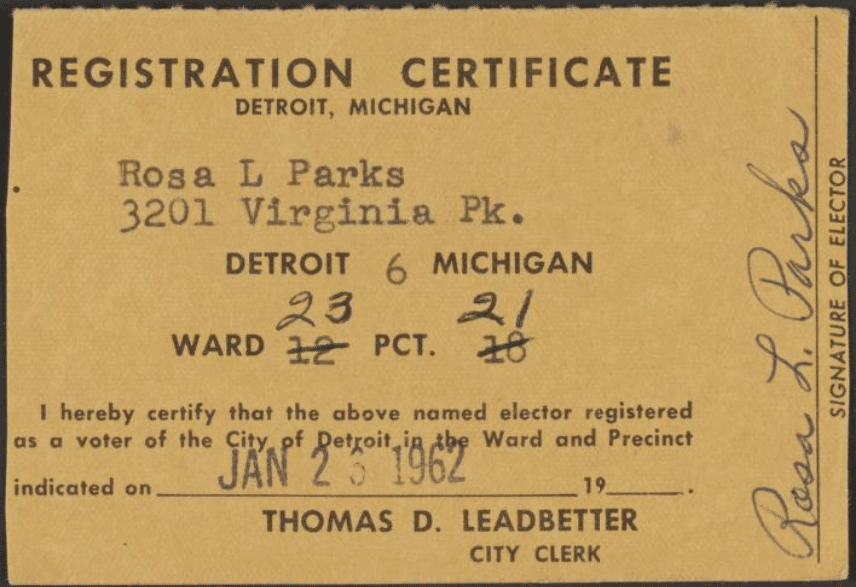 REGISTRATION CERTIFICATE
DETROIT, MICHIGAN
Rosa L Parks
3201 Virginia Pk.
DETROIT 6 MICHIGAN
23 21
WARD 12 PCT. 18
I hereby certify that the above named elector registered
as a voter of the City of Detroit in the Ward and Precinct
JAN 23 1962
indicated on 19 .
THOMAS D. LEADBETTER
CITY CLERK
Rosa L. Parks
SIGNATURE OF ELECTOR